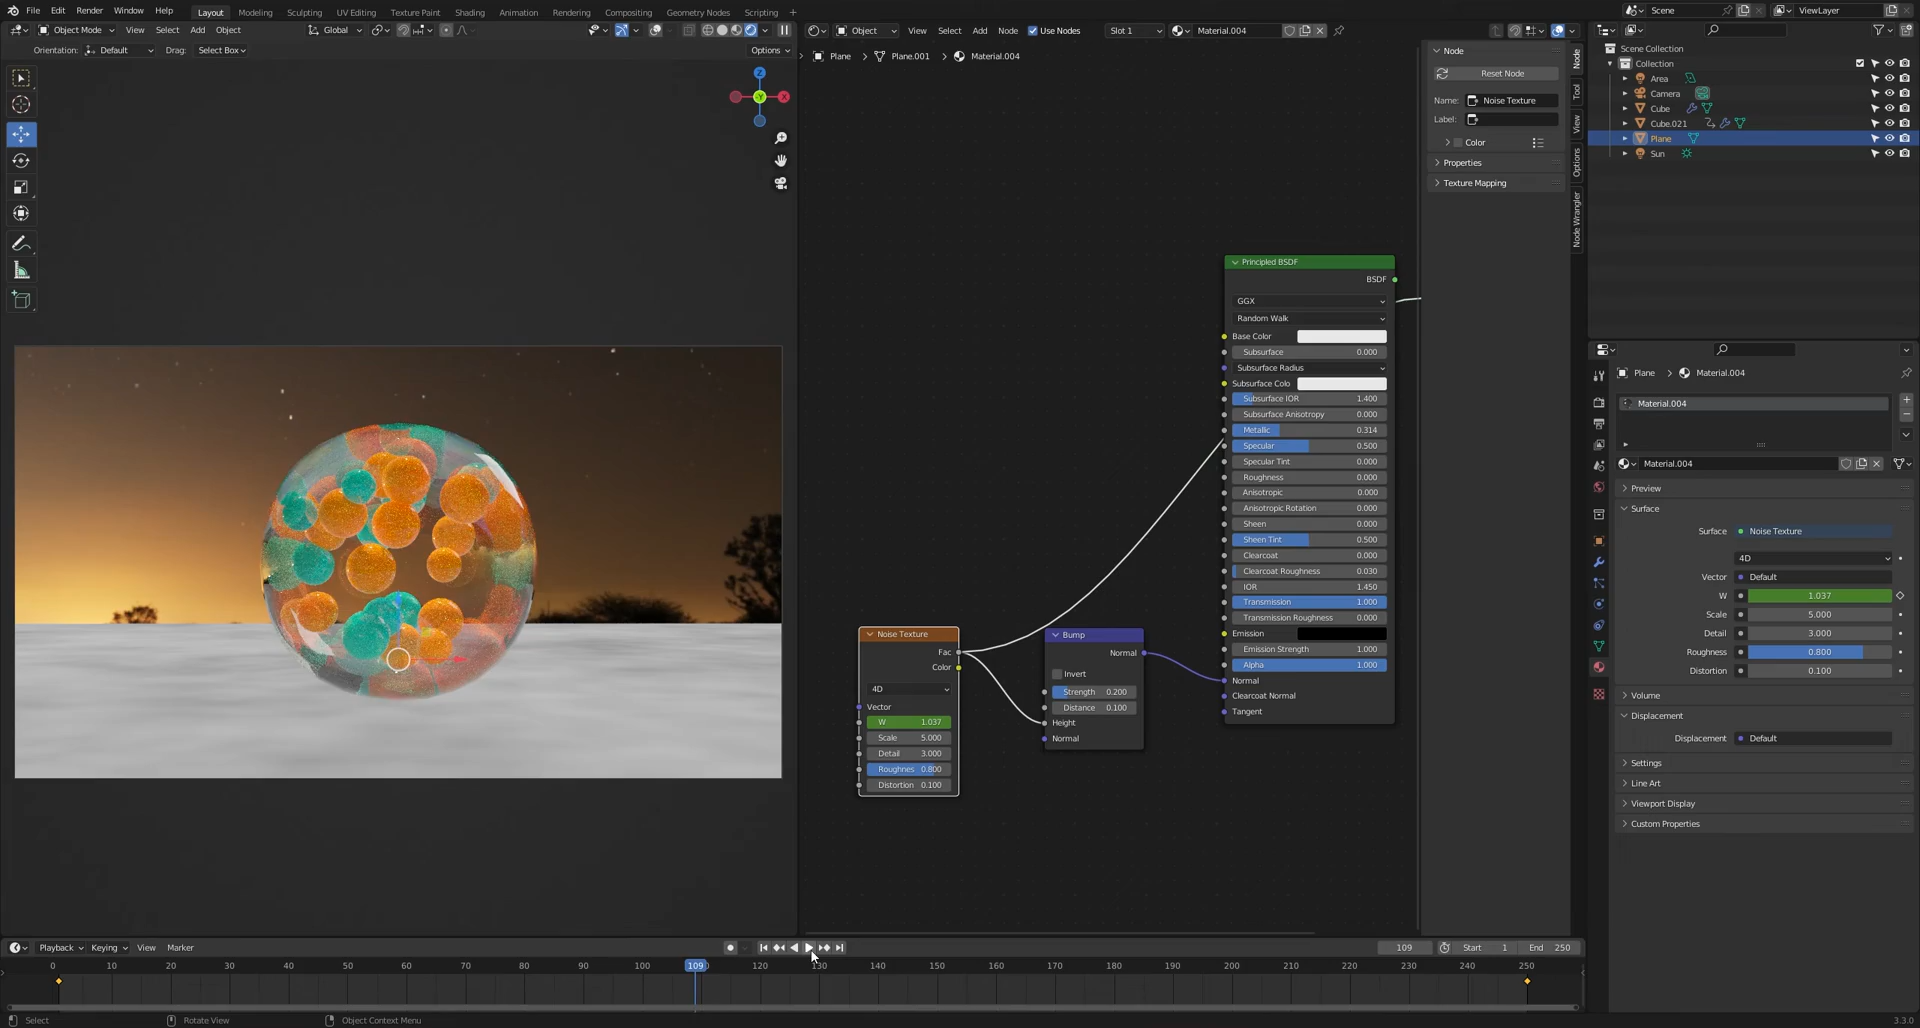 File Edit Render Window Help Layout Modeling Sculpting UV Editing Texture Paint Shading Animation Rendering Compositing Geometry Nodes Scripting + Scene ViewLayer
Object Mode View Select Add Object Global
Object View Select Add Node Use Nodes Slot 1 Material.004
Orientation: Default Drag: Select Box Options
Plane Plane.001 Material.004
Z
Y
X
Node
Reset Node
Name: Noise Texture
Label:
Color
Properties
Texture Mapping
Node
Tool
View
Options
Node Wrangler
Scene Collection
Collection
Area
Camera
Cube
Cube.021
Plane
Sun
Principled BSDF
BSDF
GGX
Random Walk
Base Color
Subsurface 0.000
Subsurface Radius
Subsurface Colo
Subsurface IOR 1.400
Subsurface Anisotropy 0.000
Metallic 0.314
Specular 0.500
Specular Tint 0.000
Roughness 0.000
Anisotropic 0.000
Anisotropic Rotation 0.000
Sheen 0.000
Sheen Tint 0.500
Clearcoat 0.000
Clearcoat Roughness 0.030
IOR 1.450
Transmission 1.000
Transmission Roughness 0.000
Emission
Emission Strength 1.000
Alpha 1.000
Normal
Clearcoat Normal
Tangent
Noise Texture
Fac
Color
4D
Vector
W 1.037
Scale 5.000
Detail 3.000
Roughnes 0.800
Distortion 0.100
Bump
Normal
Invert
Strength 0.200
Distance 0.100
Height
Normal
Plane Material.004
Material.004
Material.004
Preview
Surface
Surface Noise Texture
4D
Vector Default
W 1.037
Scale 5.000
Detail 3.000
Roughness 0.800
Distortion 0.100
Volume
Displacement
Displacement Default
Settings
Line Art
Viewport Display
Custom Properties
Playback Keying View Marker 109 Start 1 End 250
0 10 20 30 40 50 60 70 80 90 100 109 120 130 140 150 160 170 180 190 200 210 220 230 240 250
Select Rotate View Object Context Menu 3.3.0